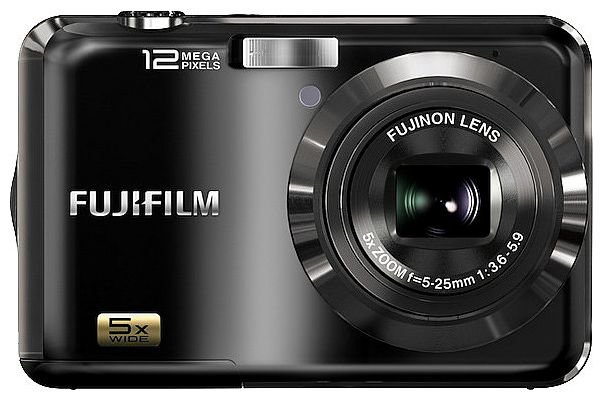 12 MEGA
PIXELS
FUJINON LENS
FUJIFILM
5x ZOOM f=5-25mm 1:3.6-5.9
5x
WIDE